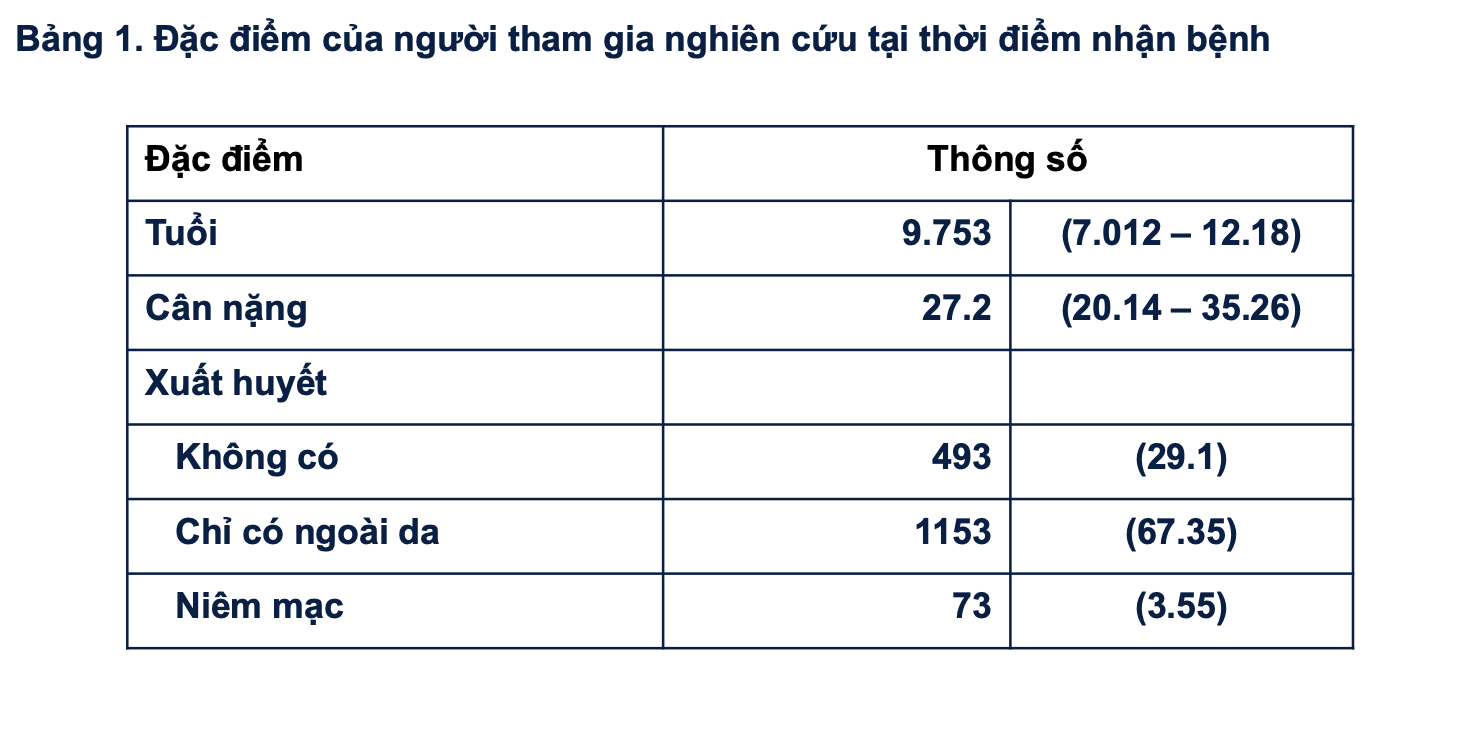 Bảng 1. Đặc điểm của người tham gia nghiên cứu tại thời điểm nhận bệnh
Đặc điểm Thông số
Tuổi 9.753 (7.012 – 12.18)
Cân nặng 27.2 (20.14 – 35.26)
Xuất huyết
Không có 493 (29.1)
Chỉ có ngoài da 1153 (67.35)
Niêm mạc 73 (3.55)